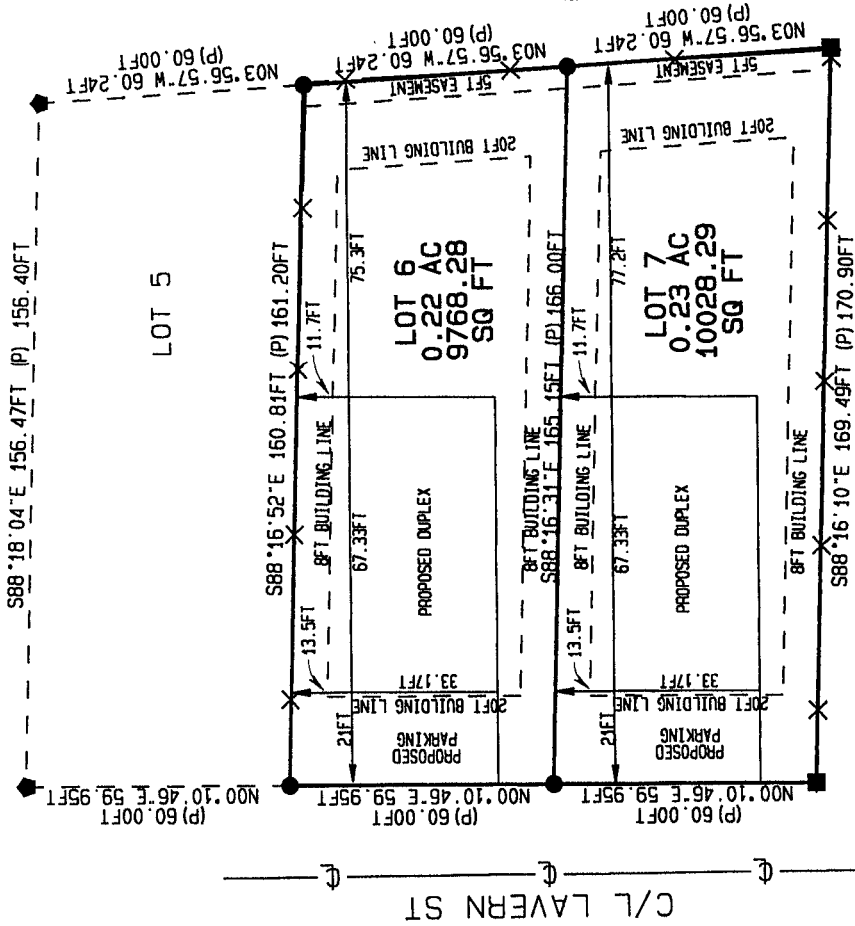 (P) 60.00FT
N03°56'57"W 60.24FT
(P) 60.00FT
N03°56'57"W 60.24FT
(P) 60.00FT
N03°56'57"W 60.24FT
S88°18'04"E 156.47FT (P) 156.40FT
LOT 5
N00°10'46"E 59.95FT
(P) 60.00FT
S88°16'52"E 160.81FT (P) 161.20FT
5FT EASEMENT
20FT BUILDING LINE
8FT BUILDING LINE
11.7FT
13.5FT
75.3FT
67.33FT
21FT
LOT 6
0.22 AC
9768.28
SQ FT
PROPOSED DUPLEX
33.17FT
20FT BUILDING LINE
PROPOSED
PARKING
8FT BUILDING LINE
N00°10'46"E 59.95FT
(P) 60.00FT
S88°16'31"E 165.15FT (P) 166.00FT
5FT EASEMENT
20FT BUILDING LINE
8FT BUILDING LINE
11.7FT
13.5FT
77.2FT
67.33FT
21FT
LOT 7
0.23 AC
10028.29
SQ FT
PROPOSED DUPLEX
33.17FT
20FT BUILDING LINE
PROPOSED
PARKING
8FT BUILDING LINE
N00°10'46"E 59.95FT
(P) 60.00FT
S88°16'10"E 169.49FT (P) 170.90FT
C/L LAVERN ST